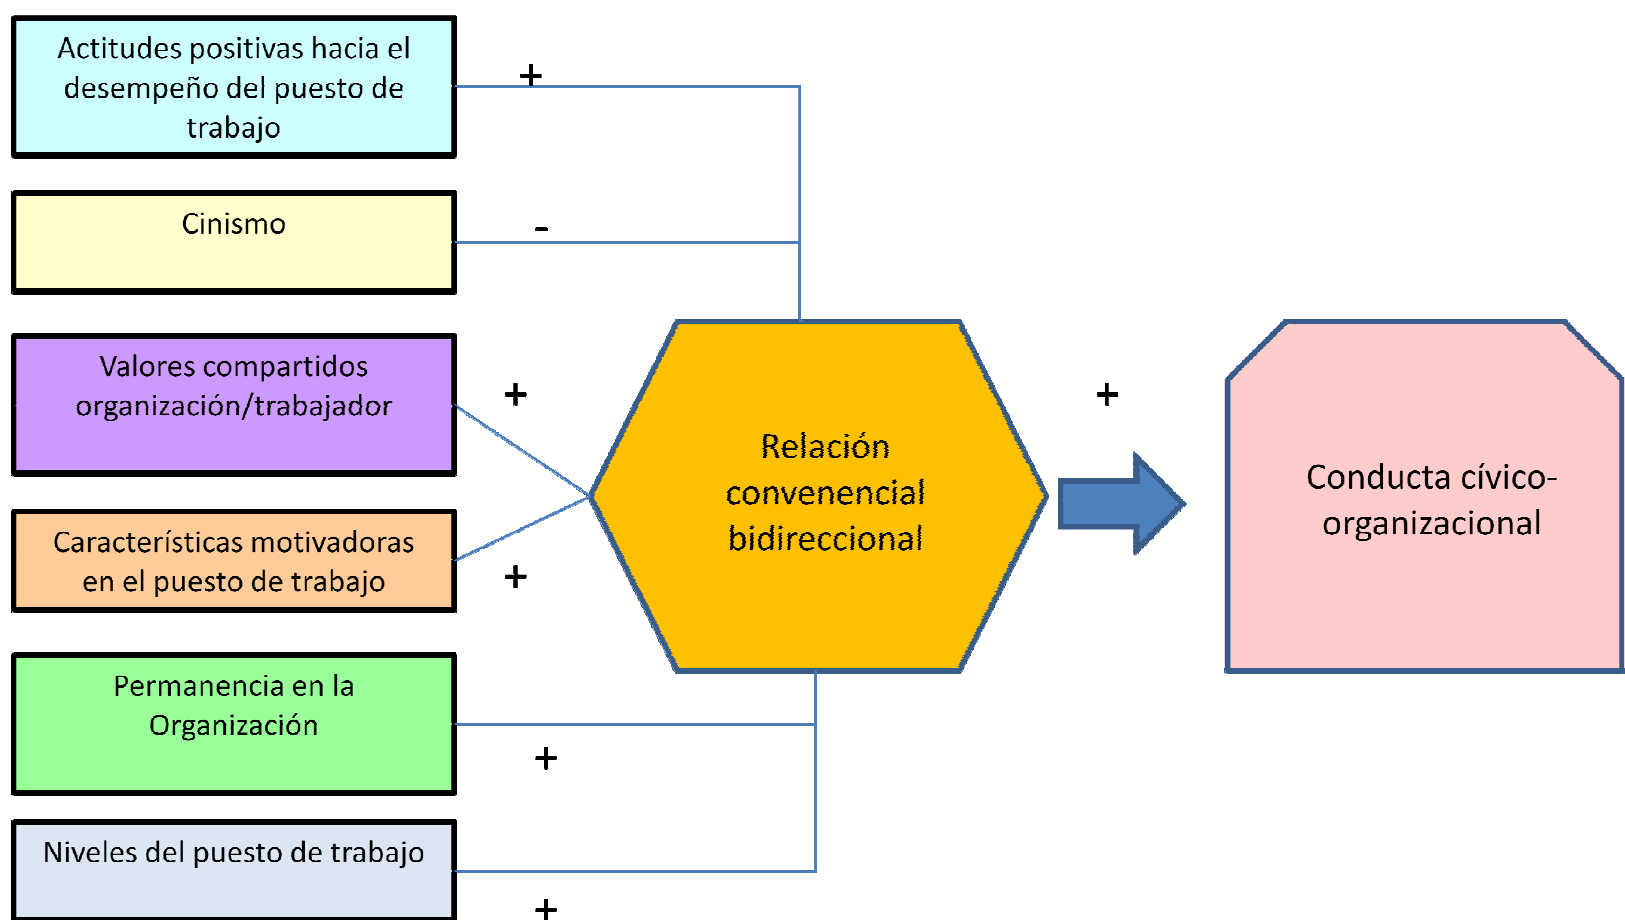 Actitudes positivas hacia el
desempeño del puesto de
trabajo
+
Cinismo
-
Valores compartidos
organización/trabajador
+
Características motivadoras
en el puesto de trabajo
+
Permanencia en la
Organización
+
Niveles del puesto de trabajo
+
Relación
convenencial
bidireccional
+
Conducta cívico-
organizacional